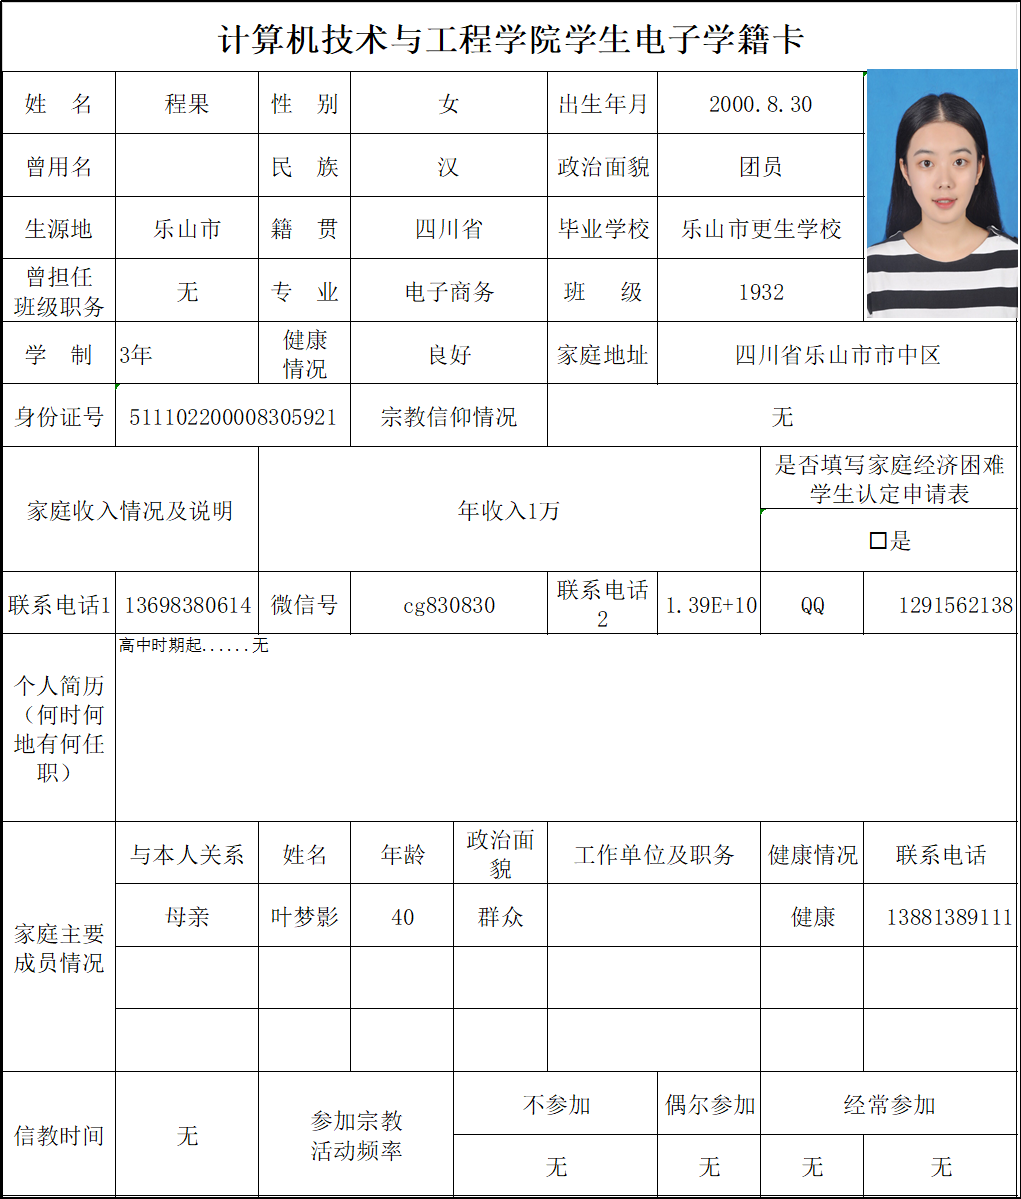 计算机技术与工程学院学生电子学籍卡
姓 名 程果 性 别 女 出生年月 2000.8.30
曾用名 民 族 汉 政治面貌 团员
生源地 乐山市 籍 贯 四川省 毕业学校 乐山市更生学校
曾担任
班级职务 无 专 业 电子商务 班 级 1932
学 制 3年 健康
情况 良好 家庭地址 四川省乐山市市中区
身份证号 511102200008305921 宗教信仰情况 无
家庭收入情况及说明 年收入1万 是否填写家庭经济困难
学生认定申请表
☐是
联系电话1 13698380614 微信号 cg830830 联系电话
2 1.39E+10 QQ 1291562138
个人简历
（何时何
地有何任
职） 高中时期起......无
家庭主要
成员情况 与本人关系 姓名 年龄 政治面
貌 工作单位及职务 健康情况 联系电话
母亲 叶梦影 40 群众 健康 13881389111
信教时间 无 参加宗教
活动频率 不参加 偶尔参加 经常参加
无 无 无 无